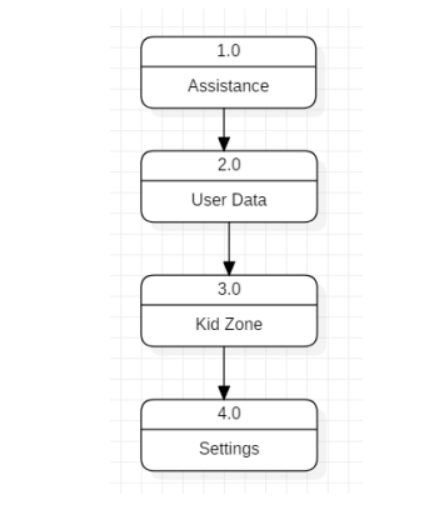 1.0
Assistance
2.0
User Data
3.0
Kid Zone
4.0
Settings